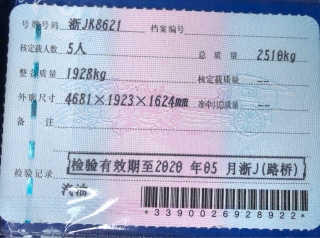 号牌号码 浙JK8621 档案编号
核定载人数 5人 总质量 2510kg
整备质量 1928kg 核定载质量 --
外廓尺寸 4681×1923×1624mm 准牵引总质量 --
备注
检验有效期至2020 年05 月浙J(路桥)
检验记录
汽油
*3390026928922*